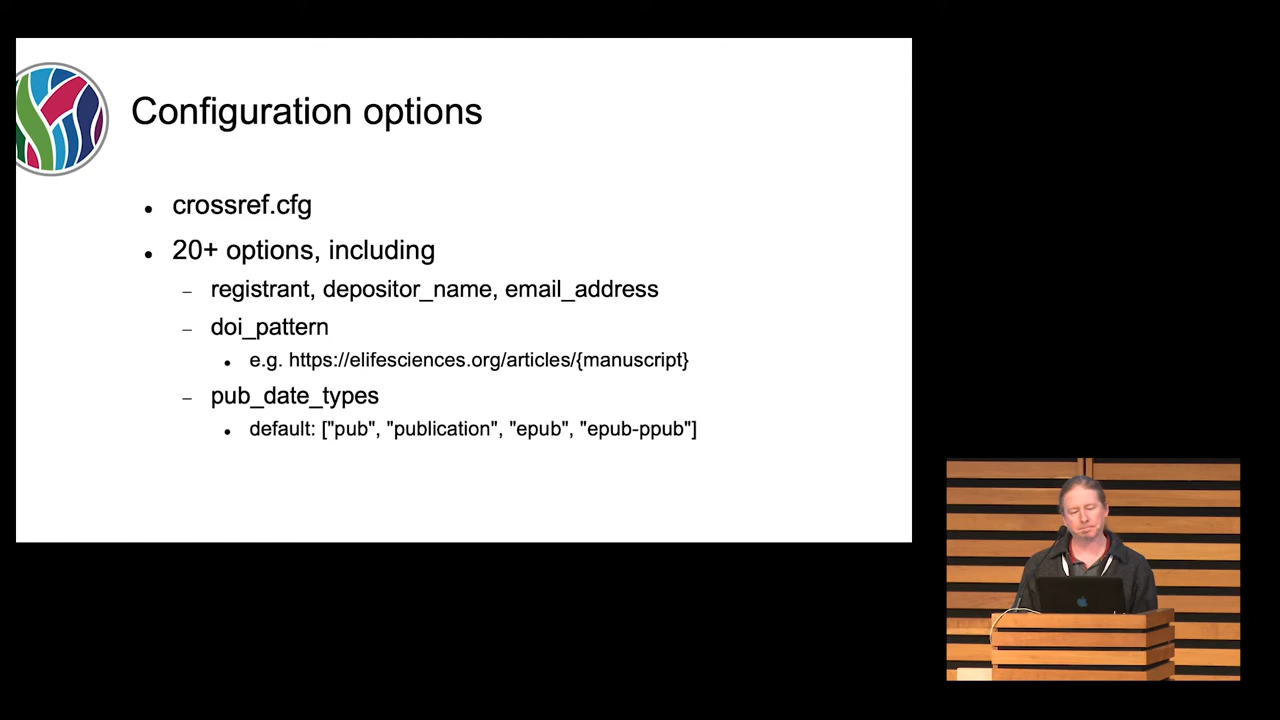 Configuration options
crossref.cfg
20+ options, including
registrant, depositor_name, email_address
doi_pattern
e.g. https://elifesciences.org/articles/{manuscript}
pub_date_types
default: ["pub", "publication", "epub", "epub-ppub"]